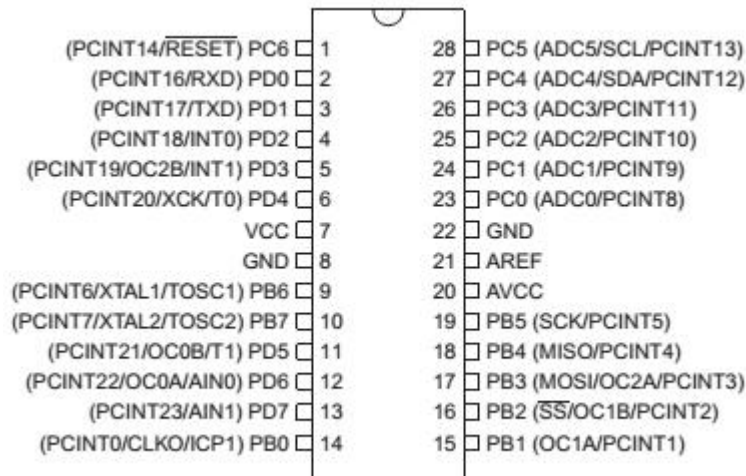 (PCINT14/RESET) PC6 1 28 PC5 (ADC5/SCL/PCINT13)
(PCINT16/RXD) PD0 2 27 PC4 (ADC4/SDA/PCINT12)
(PCINT17/TXD) PD1 3 26 PC3 (ADC3/PCINT11)
(PCINT18/INT0) PD2 4 25 PC2 (ADC2/PCINT10)
(PCINT19/OC2B/INT1) PD3 5 24 PC1 (ADC1/PCINT9)
(PCINT20/XCK/T0) PD4 6 23 PC0 (ADC0/PCINT8)
VCC 7 22 GND
GND 8 21 AREF
(PCINT6/XTAL1/TOSC1) PB6 9 20 AVCC
(PCINT7/XTAL2/TOSC2) PB7 10 19 PB5 (SCK/PCINT5)
(PCINT21/OC0B/T1) PD5 11 18 PB4 (MISO/PCINT4)
(PCINT22/OC0A/AIN0) PD6 12 17 PB3 (MOSI/OC2A/PCINT3)
(PCINT23/AIN1) PD7 13 16 PB2 (SS/OC1B/PCINT2)
(PCINT0/CLKO/ICP1) PB0 14 15 PB1 (OC1A/PCINT1)